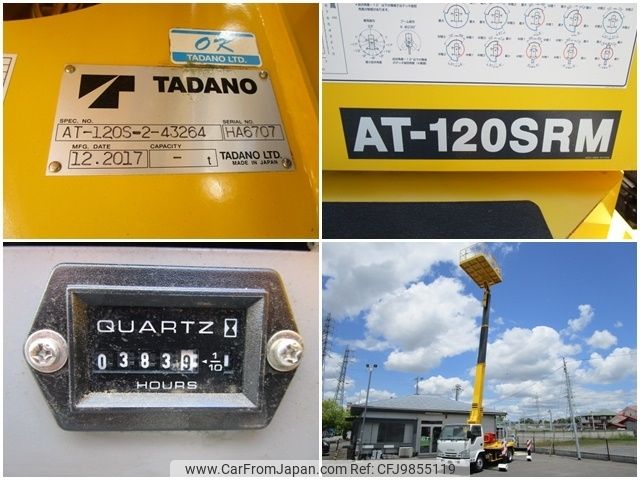 OK
TADANO LTD.
TADANO
SPEC. NO.
SERIAL NO.
AT-120S-2-43264
HA6707
MFG. DATE
CAPACITY
12.2017
-
t
TADANO LTD.
MADE IN JAPAN
AT-120SRM
QUARTZ
03839
1/10
HOURS
www.CarFromJapan.com - Ref No: CFJ9855119